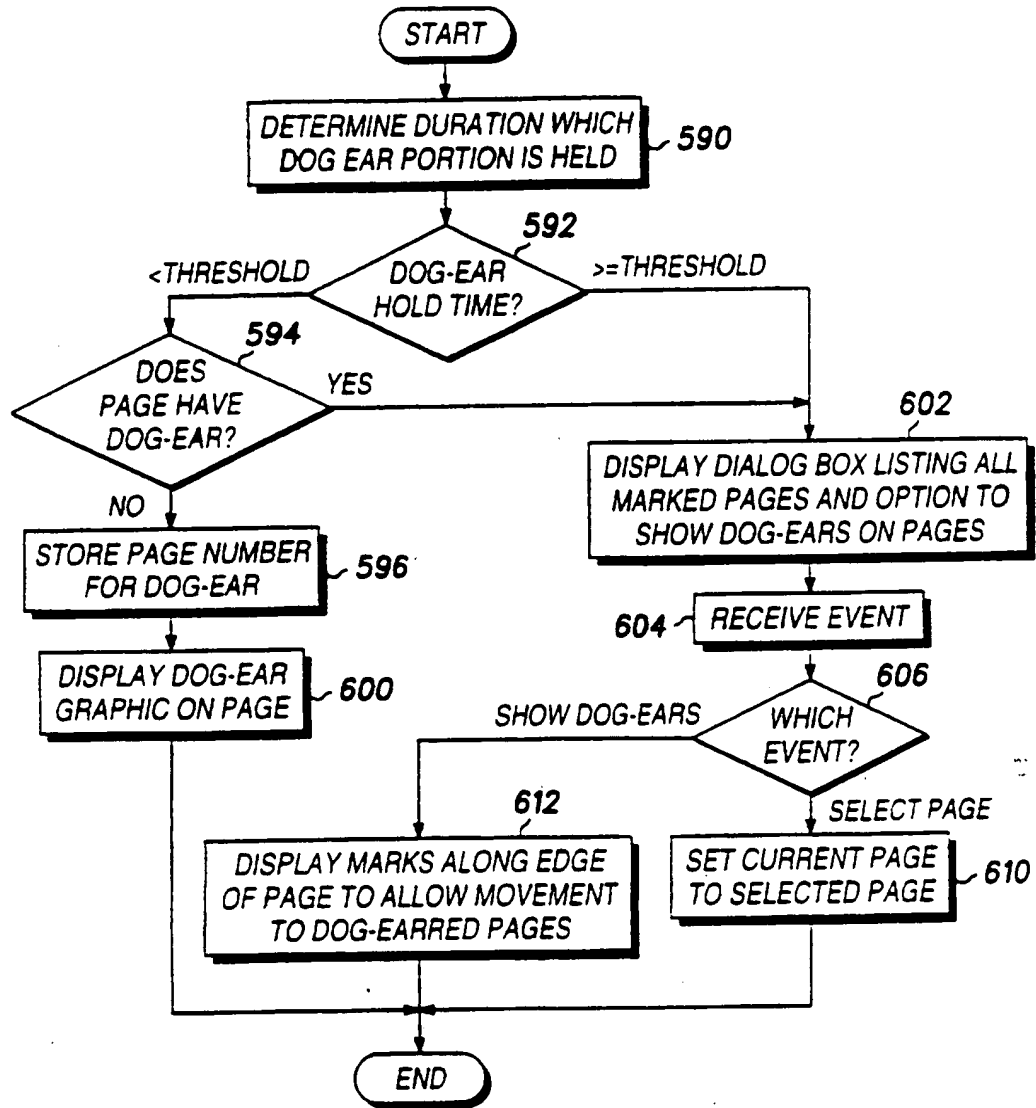 START
DETERMINE DURATION WHICH
DOG EAR PORTION IS HELD
590
592
<THRESHOLD
DOG-EAR
HOLD TIME?
>=THRESHOLD
594
DOES
PAGE HAVE
DOG-EAR?
YES
NO
602
DISPLAY DIALOG BOX LISTING ALL
MARKED PAGES AND OPTION TO
SHOW DOG-EARS ON PAGES
STORE PAGE NUMBER
FOR DOG-EAR
596
604
RECEIVE EVENT
DISPLAY DOG-EAR
GRAPHIC ON PAGE
600
606
SHOW DOG-EARS
WHICH
EVENT?
SELECT PAGE
612
DISPLAY MARKS ALONG EDGE
OF PAGE TO ALLOW MOVEMENT
TO DOG-EARRED PAGES
SET CURRENT PAGE
TO SELECTED PAGE
610
END